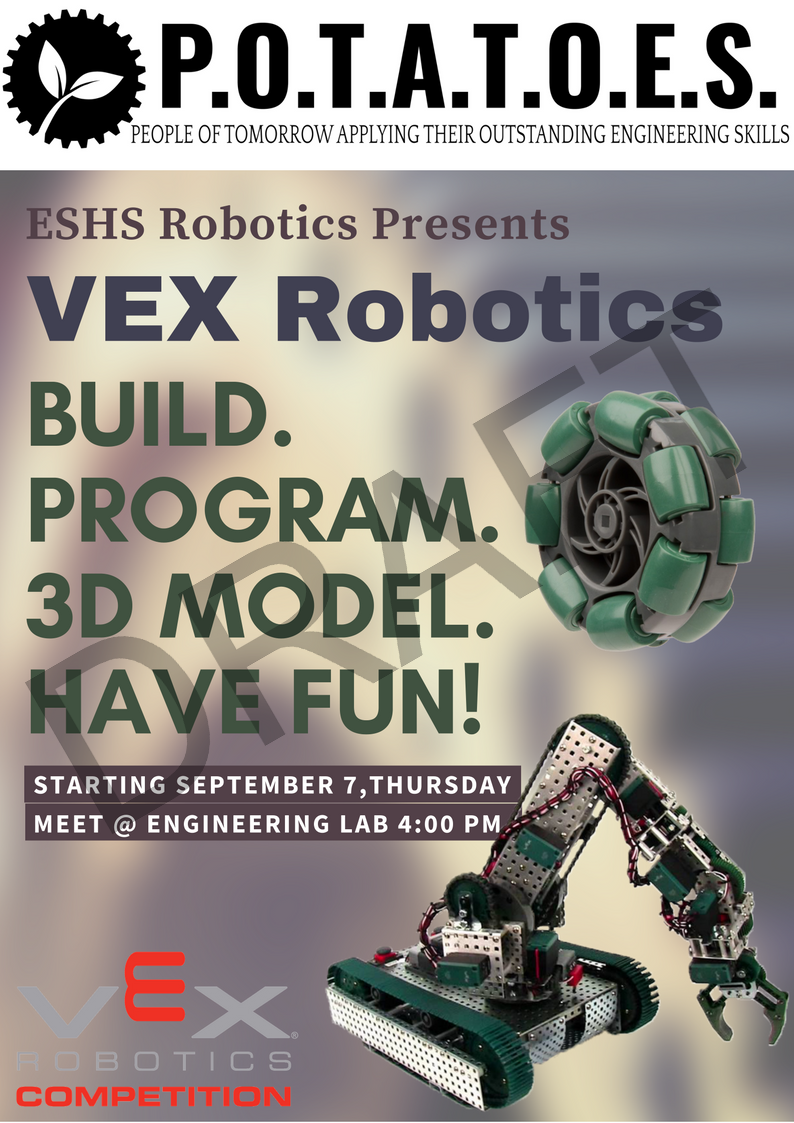 P.O.T.A.T.O.E.S.
PEOPLE OF TOMORROW APPLYING THEIR OUTSTANDING ENGINEERING SKILLS
ESHS Robotics Presents
VEX Robotics
BUILD.
PROGRAM.
3D MODEL.
HAVE FUN!
DRAFT
STARTING SEPTEMBER 7,THURSDAY
MEET @ ENGINEERING LAB 4:00 PM
VEX®
ROBOTICS
COMPETITION